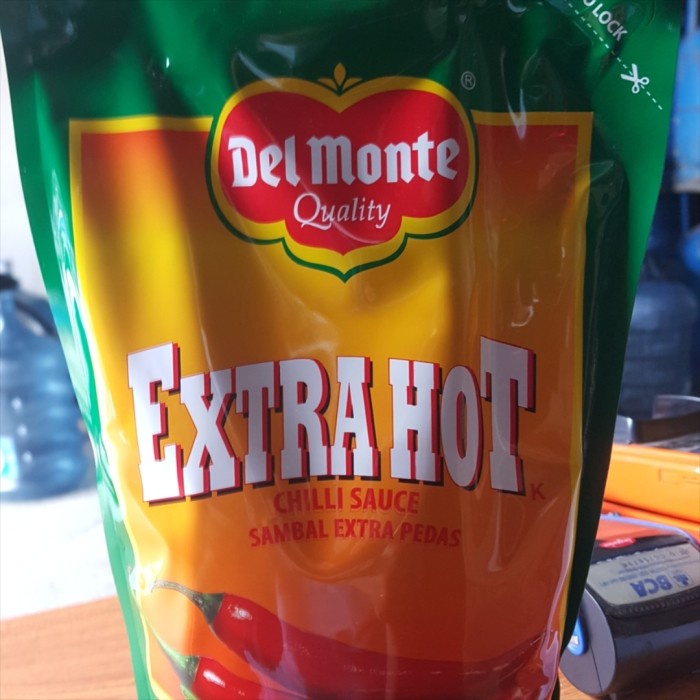 LOCK
®
Del Monte
Quality
EXTRA HOT
K
CHILLI SAUCE
SAMBAL EXTRA PEDAS
BCA